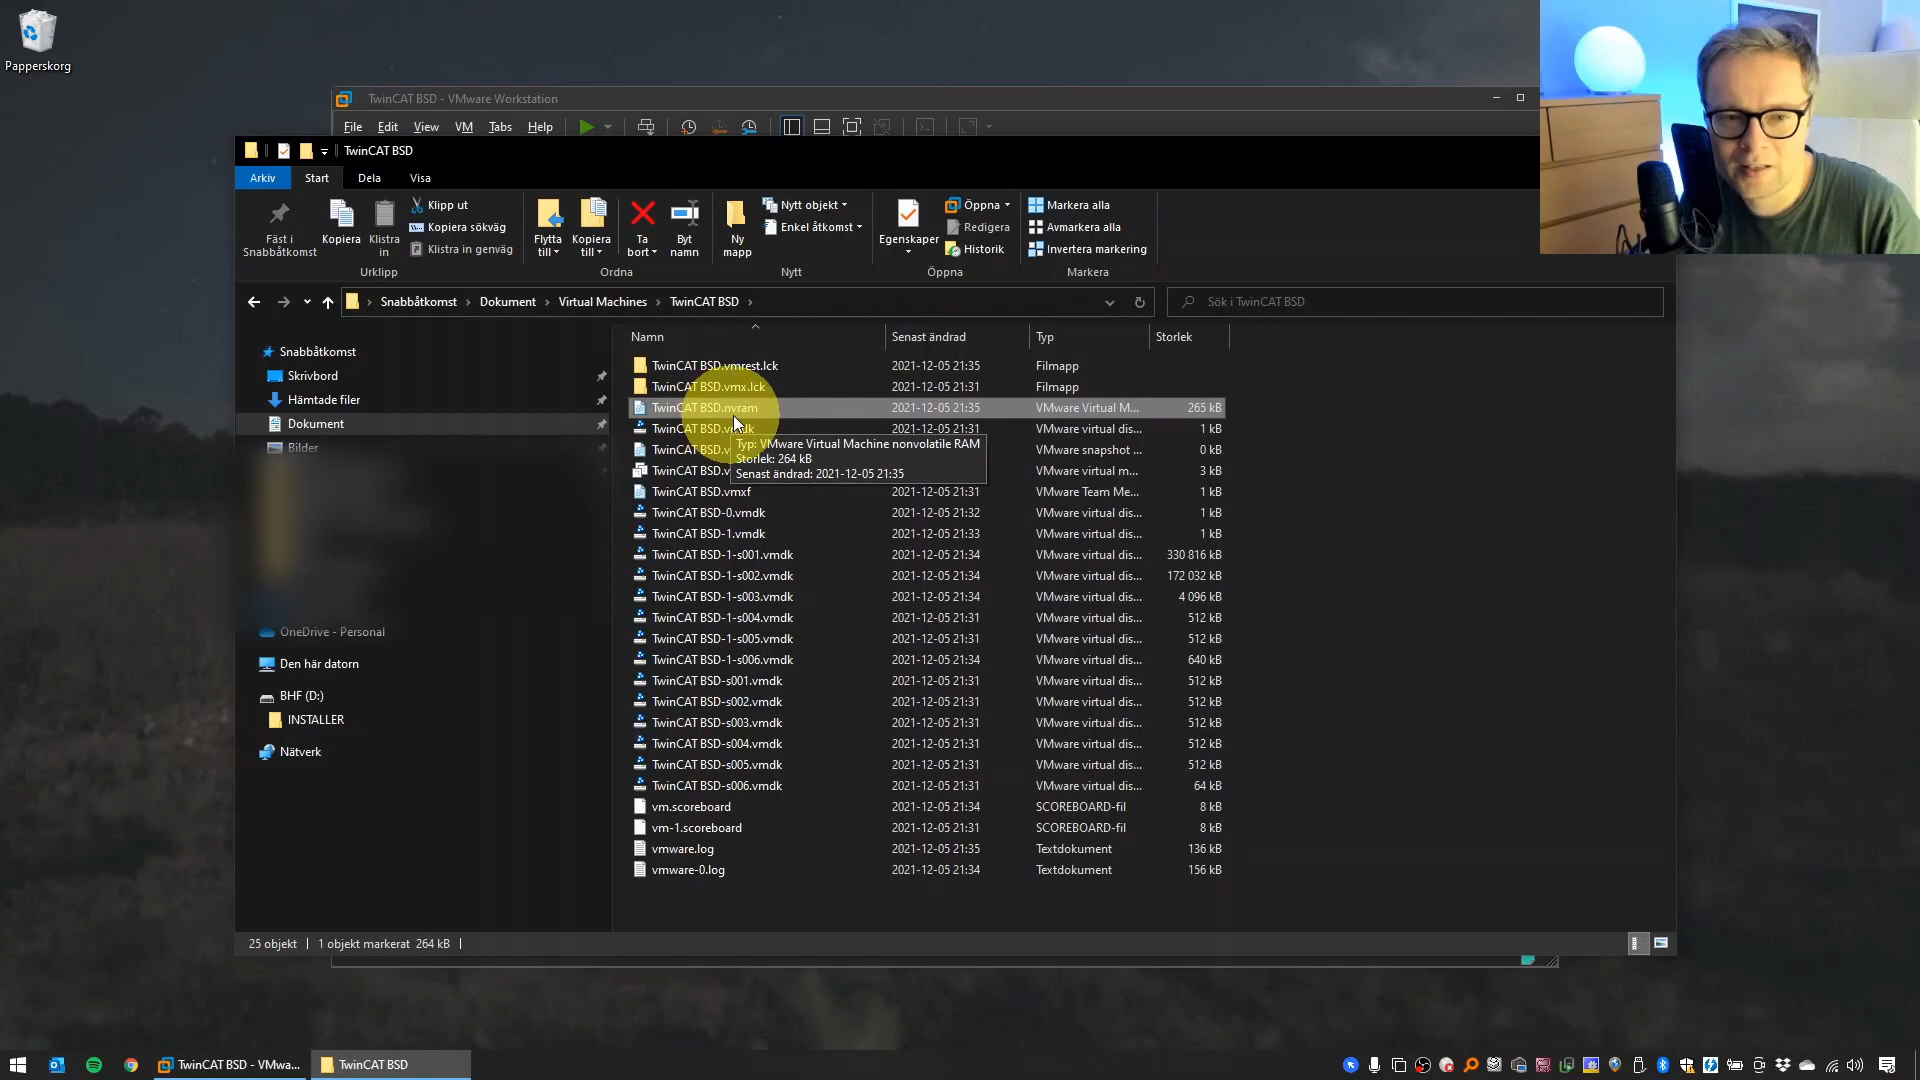 Papperskorg
TwinCAT BSD - VMware Workstation
File Edit View VM Tabs Help
TwinCAT BSD
Arkiv Start Dela Visa
Fäst i Snabbåtkomst
Kopiera
Klistra in
Klipp ut
Kopiera sökväg
Klistra in genväg
Urklipp
Flytta till
Kopiera till
Ta bort
Byt namn
Ordna
Ny mapp
Nytt objekt
Enkel åtkomst
Nytt
Egenskaper
Öppna
Redigera
Historik
Öppna
Markera alla
Avmarkera alla
Invertera markering
Markera
Snabbåtkomst > Dokument > Virtual Machines > TwinCAT BSD >
Sök i TwinCAT BSD
Snabbåtkomst
Skrivbord
Hämtade filer
Dokument
Bilder
OneDrive - Personal
Den här datorn
BHF (D:)
INSTALLER
Nätverk
Namn Senast ändrad Typ Storlek
TwinCAT BSD.vmrest.lck 2021-12-05 21:35 Filmapp
TwinCAT BSD.vmx.lck 2021-12-05 21:31 Filmapp
TwinCAT BSD.nvram 2021-12-05 21:35 VMware Virtual M... 265 kB
TwinCAT BSD.vmdk 2021-12-05 21:31 VMware virtual dis... 1 kB
TwinCAT BSD.v VMware snapshot ... 0 kB
TwinCAT BSD.v VMware virtual m... 3 kB
Typ: VMware Virtual Machine nonvolatile RAM
Storlek: 264 kB
Senast ändrad: 2021-12-05 21:35
TwinCAT BSD.vmxf 2021-12-05 21:31 VMware Team Me... 1 kB
TwinCAT BSD-0.vmdk 2021-12-05 21:32 VMware virtual dis... 1 kB
TwinCAT BSD-1.vmdk 2021-12-05 21:33 VMware virtual dis... 1 kB
TwinCAT BSD-1-s001.vmdk 2021-12-05 21:34 VMware virtual dis... 330 816 kB
TwinCAT BSD-1-s002.vmdk 2021-12-05 21:34 VMware virtual dis... 172 032 kB
TwinCAT BSD-1-s003.vmdk 2021-12-05 21:34 VMware virtual dis... 4 096 kB
TwinCAT BSD-1-s004.vmdk 2021-12-05 21:31 VMware virtual dis... 512 kB
TwinCAT BSD-1-s005.vmdk 2021-12-05 21:31 VMware virtual dis... 512 kB
TwinCAT BSD-1-s006.vmdk 2021-12-05 21:34 VMware virtual dis... 640 kB
TwinCAT BSD-s001.vmdk 2021-12-05 21:31 VMware virtual dis... 512 kB
TwinCAT BSD-s002.vmdk 2021-12-05 21:31 VMware virtual dis... 512 kB
TwinCAT BSD-s003.vmdk 2021-12-05 21:31 VMware virtual dis... 512 kB
TwinCAT BSD-s004.vmdk 2021-12-05 21:31 VMware virtual dis... 512 kB
TwinCAT BSD-s005.vmdk 2021-12-05 21:31 VMware virtual dis... 512 kB
TwinCAT BSD-s006.vmdk 2021-12-05 21:31 VMware virtual dis... 64 kB
vm.scoreboard 2021-12-05 21:34 SCOREBOARD-fil 8 kB
vm-1.scoreboard 2021-12-05 21:31 SCOREBOARD-fil 8 kB
vmware.log 2021-12-05 21:35 Textdokument 136 kB
vmware-0.log 2021-12-05 21:34 Textdokument 156 kB
25 objekt 1 objekt markerat 264 kB
TwinCAT BSD - VMwa...
TwinCAT BSD